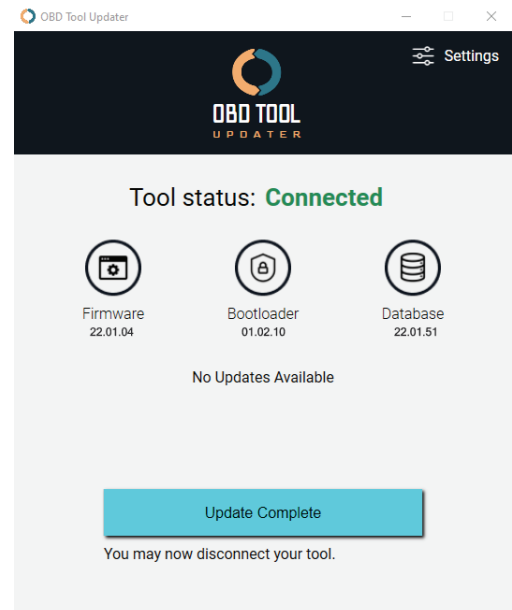 OBD Tool Updater
Settings
OBD TOOL
UPDATER
Tool status: Connected
Firmware
22.01.04
Bootloader
01.02.10
Database
22.01.51
No Updates Available
Update Complete
You may now disconnect your tool.